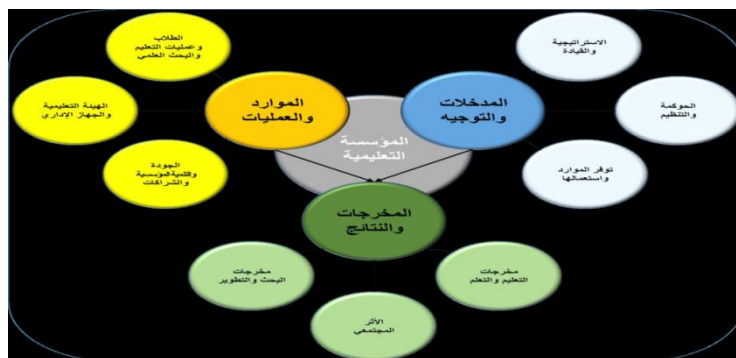 الاستراتيجية
والقيادة
الحوكمة
والتنظيم
توفر الموارد
واستعمالها
المدخلات
والتوجيه
المؤسسة
التعليمية
الموارد
والعمليات
الطلاب
وعمليات التعليم
والبحث العلمي
الهيئة التعليمية
والجهاز الإداري
الجودة
والتنمية المؤسسية
والشراكات
المخرجات
والنتائج
مخرجات
التعليم والتعلم
الأثر
المجتمعي
مخرجات
البحث والتطوير